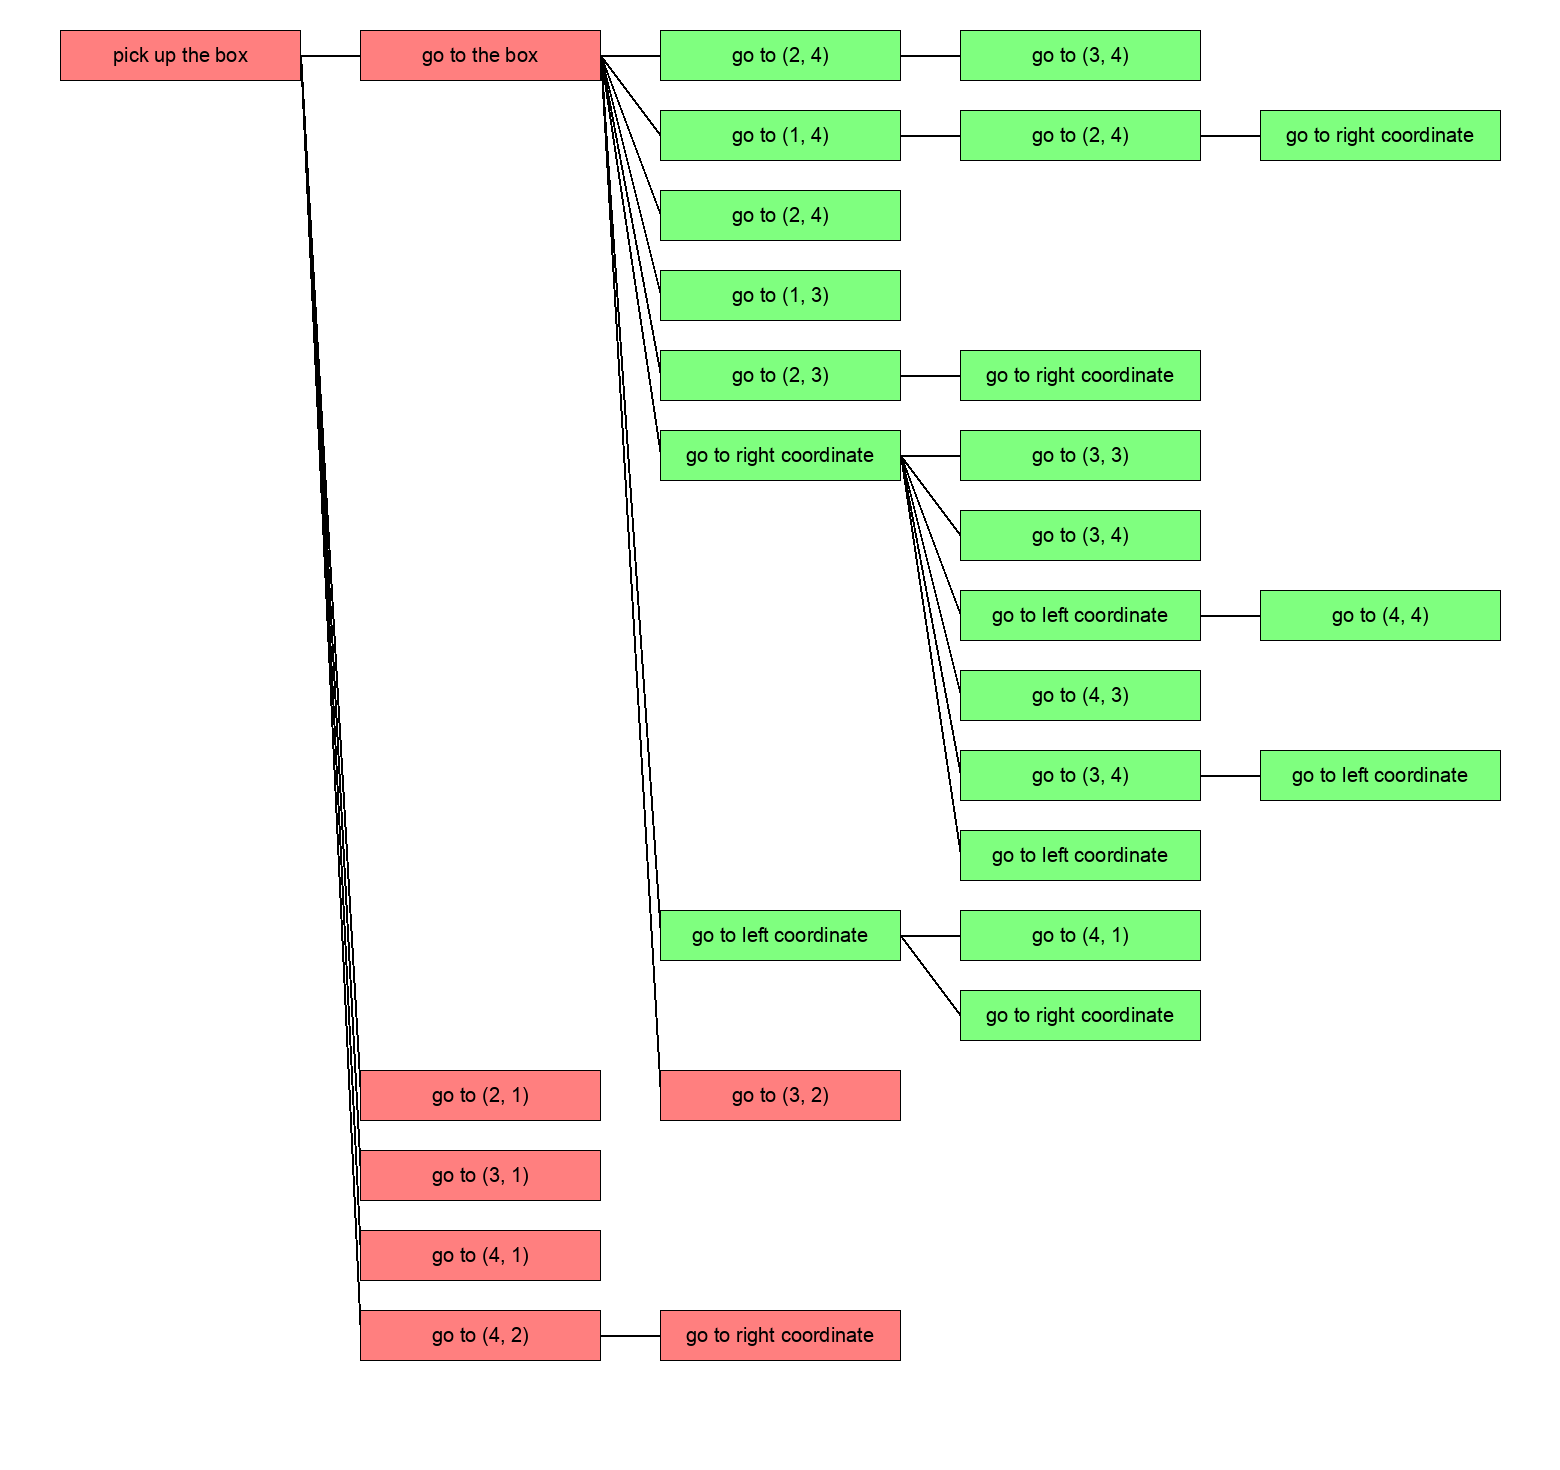 pick up the box
go to the box
go to (2, 4)
go to (3, 4)
go to (1, 4)
go to (2, 4)
go to right coordinate
go to (2, 4)
go to (1, 3)
go to (2, 3)
go to right coordinate
go to right coordinate
go to (3, 3)
go to (3, 4)
go to left coordinate
go to (4, 4)
go to (4, 3)
go to (3, 4)
go to left coordinate
go to left coordinate
go to left coordinate
go to (4, 1)
go to right coordinate
go to (2, 1)
go to (3, 2)
go to (3, 1)
go to (4, 1)
go to (4, 2)
go to right coordinate